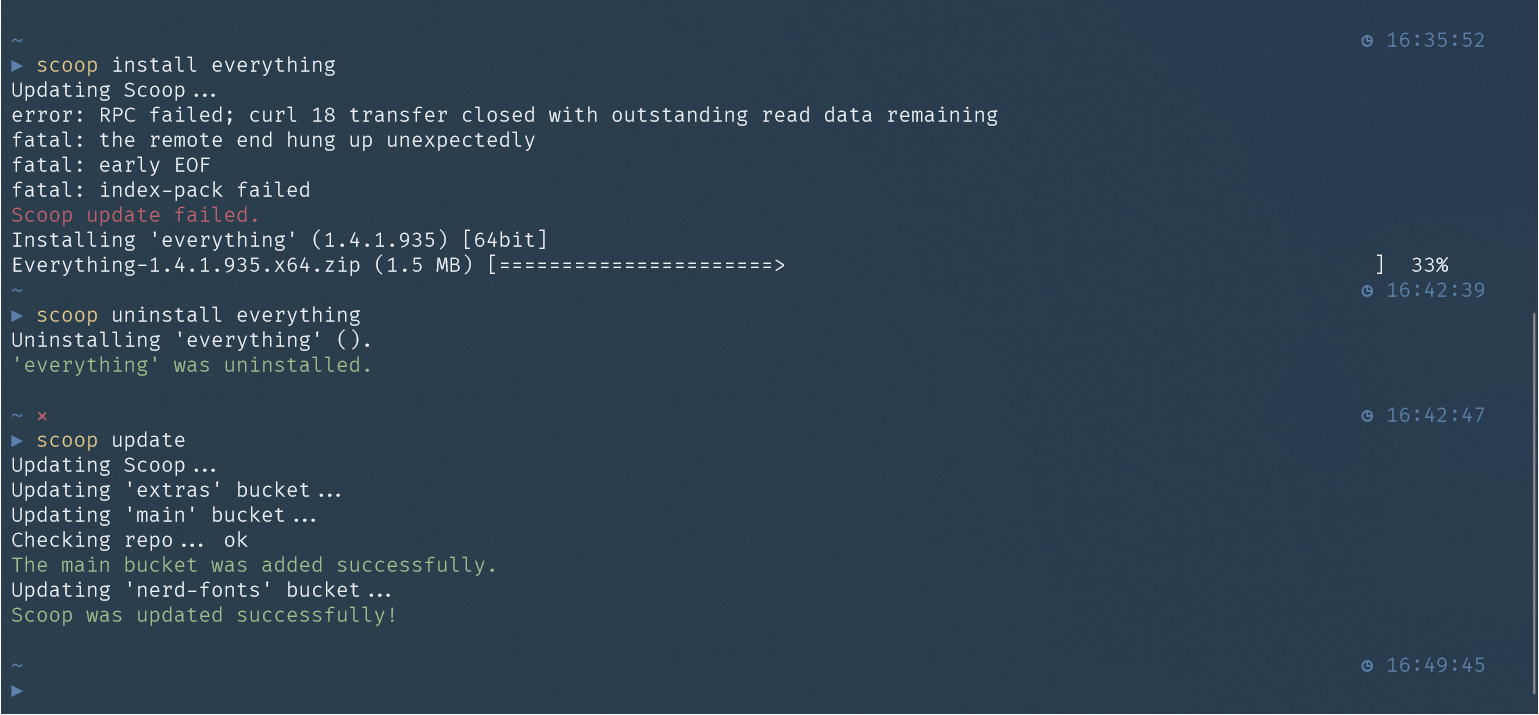 ~ 16:35:52
▶ scoop install everything
Updating Scoop...
error: RPC failed; curl 18 transfer closed with outstanding read data remaining
fatal: the remote end hung up unexpectedly
fatal: early EOF
fatal: index-pack failed
Scoop update failed.
Installing 'everything' (1.4.1.935) [64bit]
Everything-1.4.1.935.x64.zip (1.5 MB) [======================> ] 33%
~ 16:42:39
▶ scoop uninstall everything
Uninstalling 'everything' ().
'everything' was uninstalled.
~ × 16:42:47
▶ scoop update
Updating Scoop...
Updating 'extras' bucket...
Updating 'main' bucket...
Checking repo... ok
The main bucket was added successfully.
Updating 'nerd-fonts' bucket...
Scoop was updated successfully!
~ 16:49:45
▶